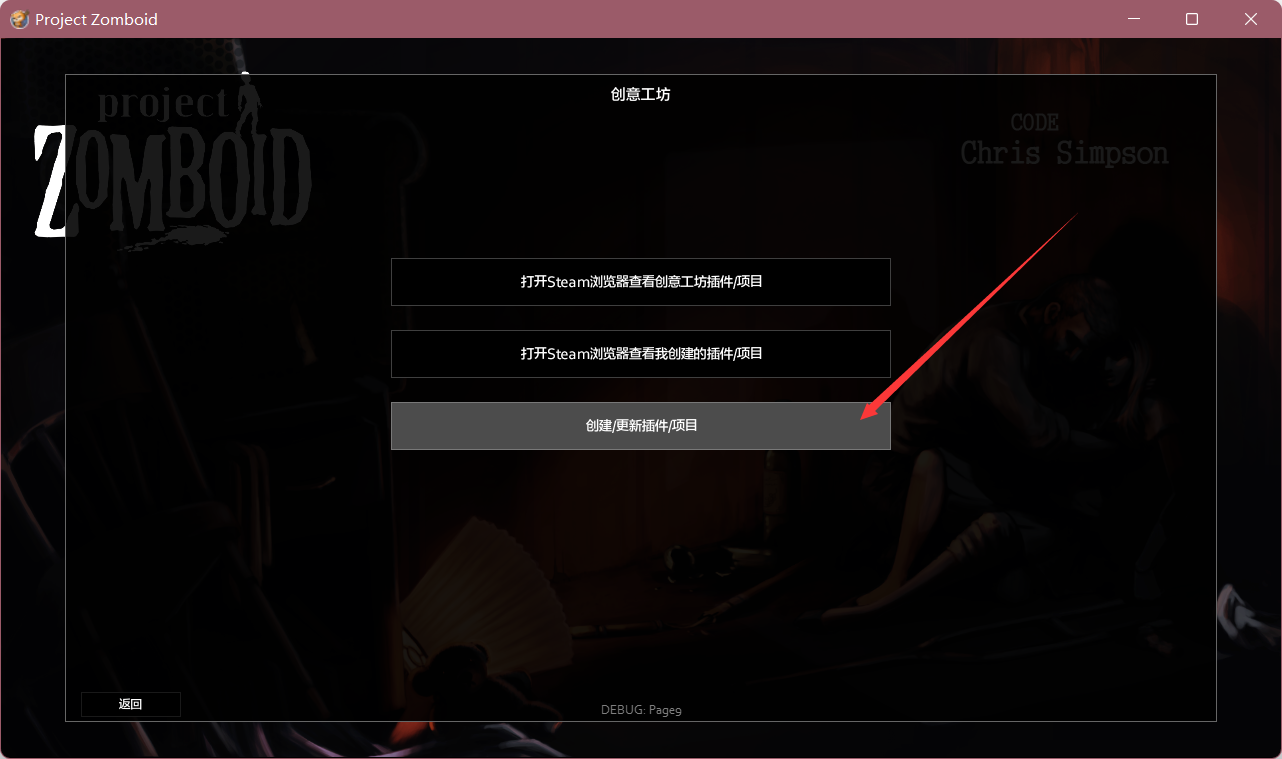 Project Zomboid
创意工坊
project
ZOMBOID
CODE
Chris Simpson
打开Steam浏览器查看创意工坊插件/项目
打开Steam浏览器查看我创建的插件/项目
创建/更新插件/项目
返回
DEBUG: Page9